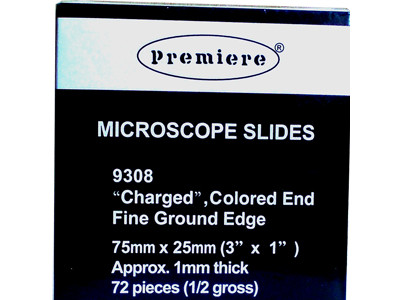 Premiere®
MICROSCOPE SLIDES
9308
“Charged”,Colored End
Fine Ground Edge
75mm x 25mm (3” x 1” )
Approx. 1mm thick
72 pieces (1/2 gross)